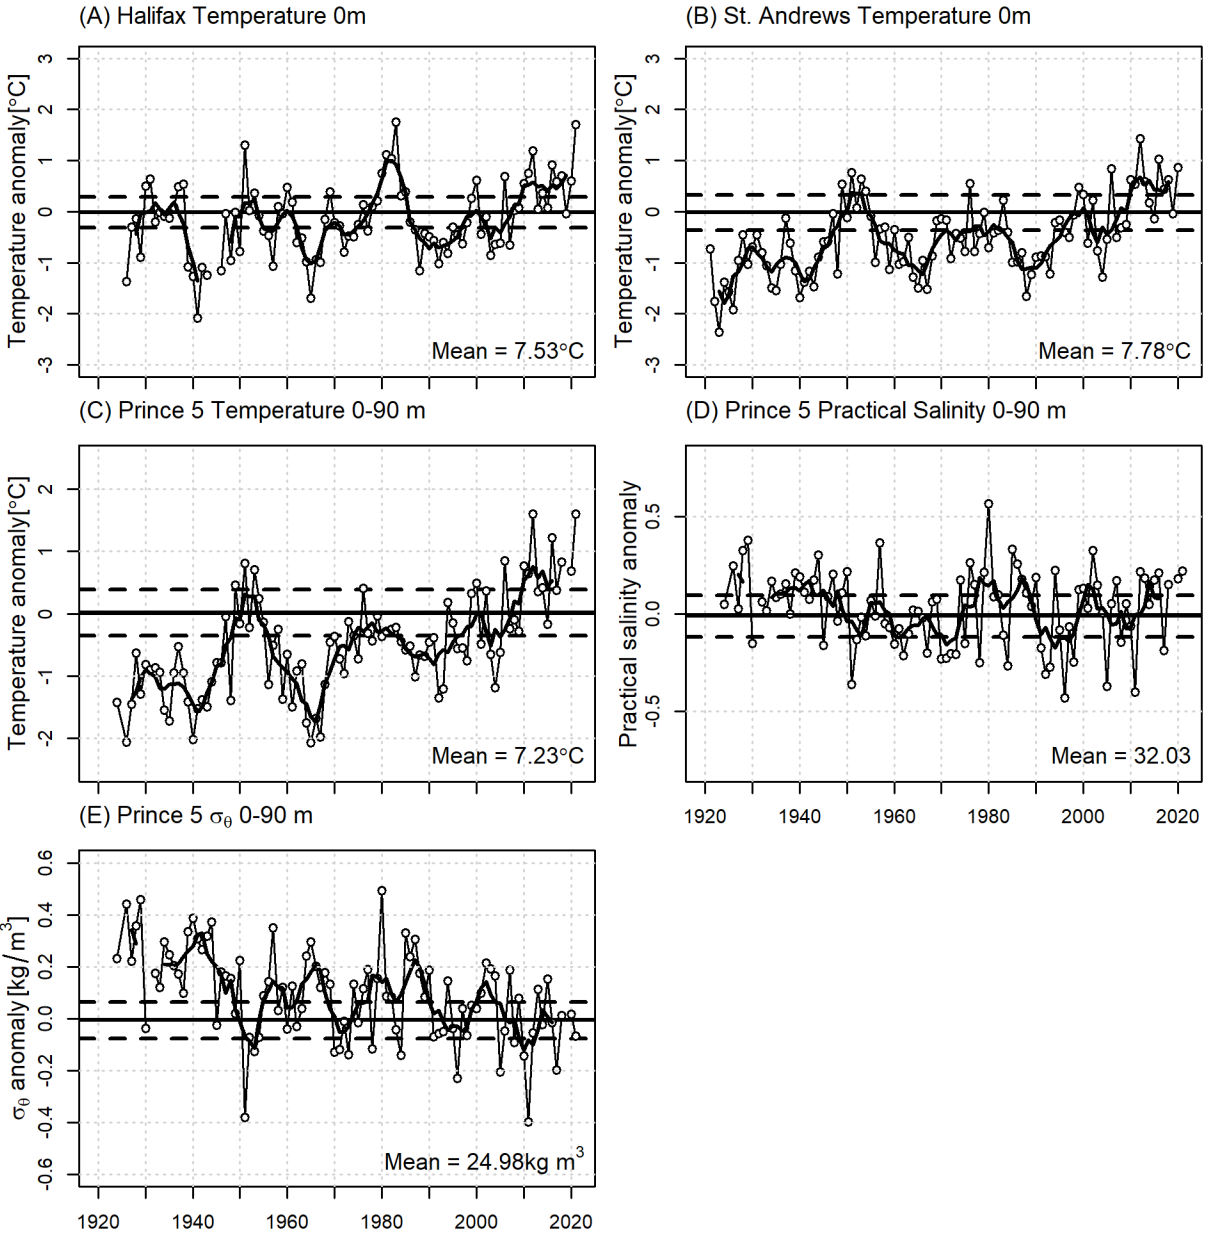 (A) Halifax Temperature 0m
Temperature anomaly[°C]
3
2
1
0
-1
-2
-3
Mean = 7.53°C
(B) St. Andrews Temperature 0m
Temperature anomaly[°C]
3
2
1
0
-1
-2
-3
Mean = 7.78°C
(C) Prince 5 Temperature 0-90 m
Temperature anomaly[°C]
2
1
0
-1
-2
Mean = 7.23°C
(D) Prince 5 Practical Salinity 0-90 m
Practical salinity anomaly
0.5
0.0
-0.5
Mean = 32.03
1920 1940 1960 1980 2000 2020
(E) Prince 5 σθ 0-90 m
σθ anomaly [kg/m³]
0.6
0.4
0.2
0.0
-0.2
-0.4
-0.6
Mean = 24.98kg m³
1920 1940 1960 1980 2000 2020